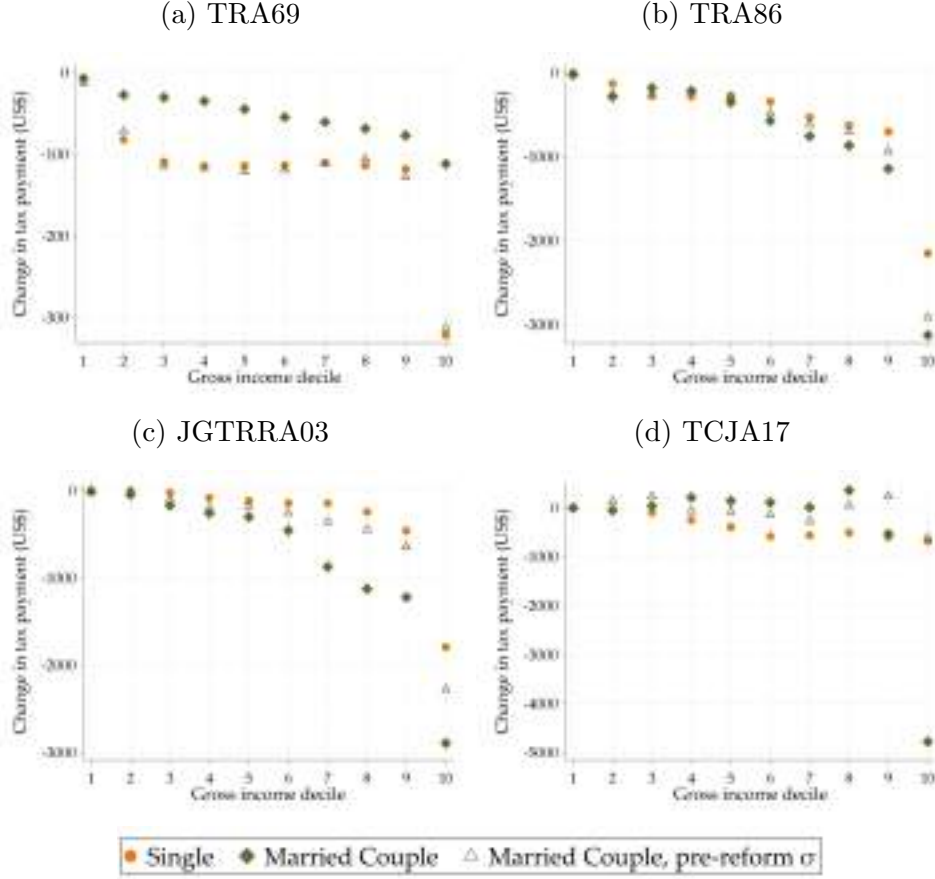 (a) TRA69
(b) TRA86
Change in tax payment (US$)
0
-100
-200
-300
1 2 3 4 5 6 7 8 9 10
Gross income decile
Change in tax payment (US$)
0
-1000
-2000
-3000
1 2 3 4 5 6 7 8 9 10
Gross income decile
(c) JGTRRA03
(d) TCJA17
Change in tax payment (US$)
0
-1000
-2000
-3000
1 2 3 4 5 6 7 8 9 10
Gross income decile
Change in tax payment (US$)
0
-1000
-2000
-3000
-4000
-5000
1 2 3 4 5 6 7 8 9 10
Gross income decile
Single Married Couple Married Couple, pre-reform σ